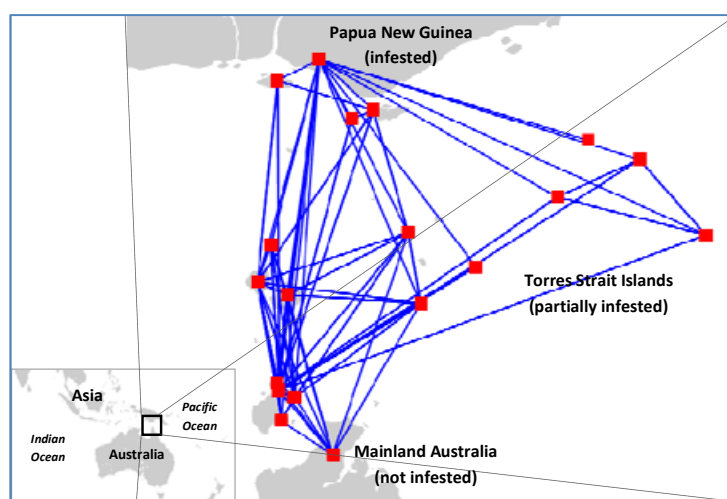 Papua New Guinea
(infested)
Torres Strait Islands
(partially infested)
Asia
Pacific
Ocean
Indian
Ocean
Australia
Mainland Australia
(not infested)